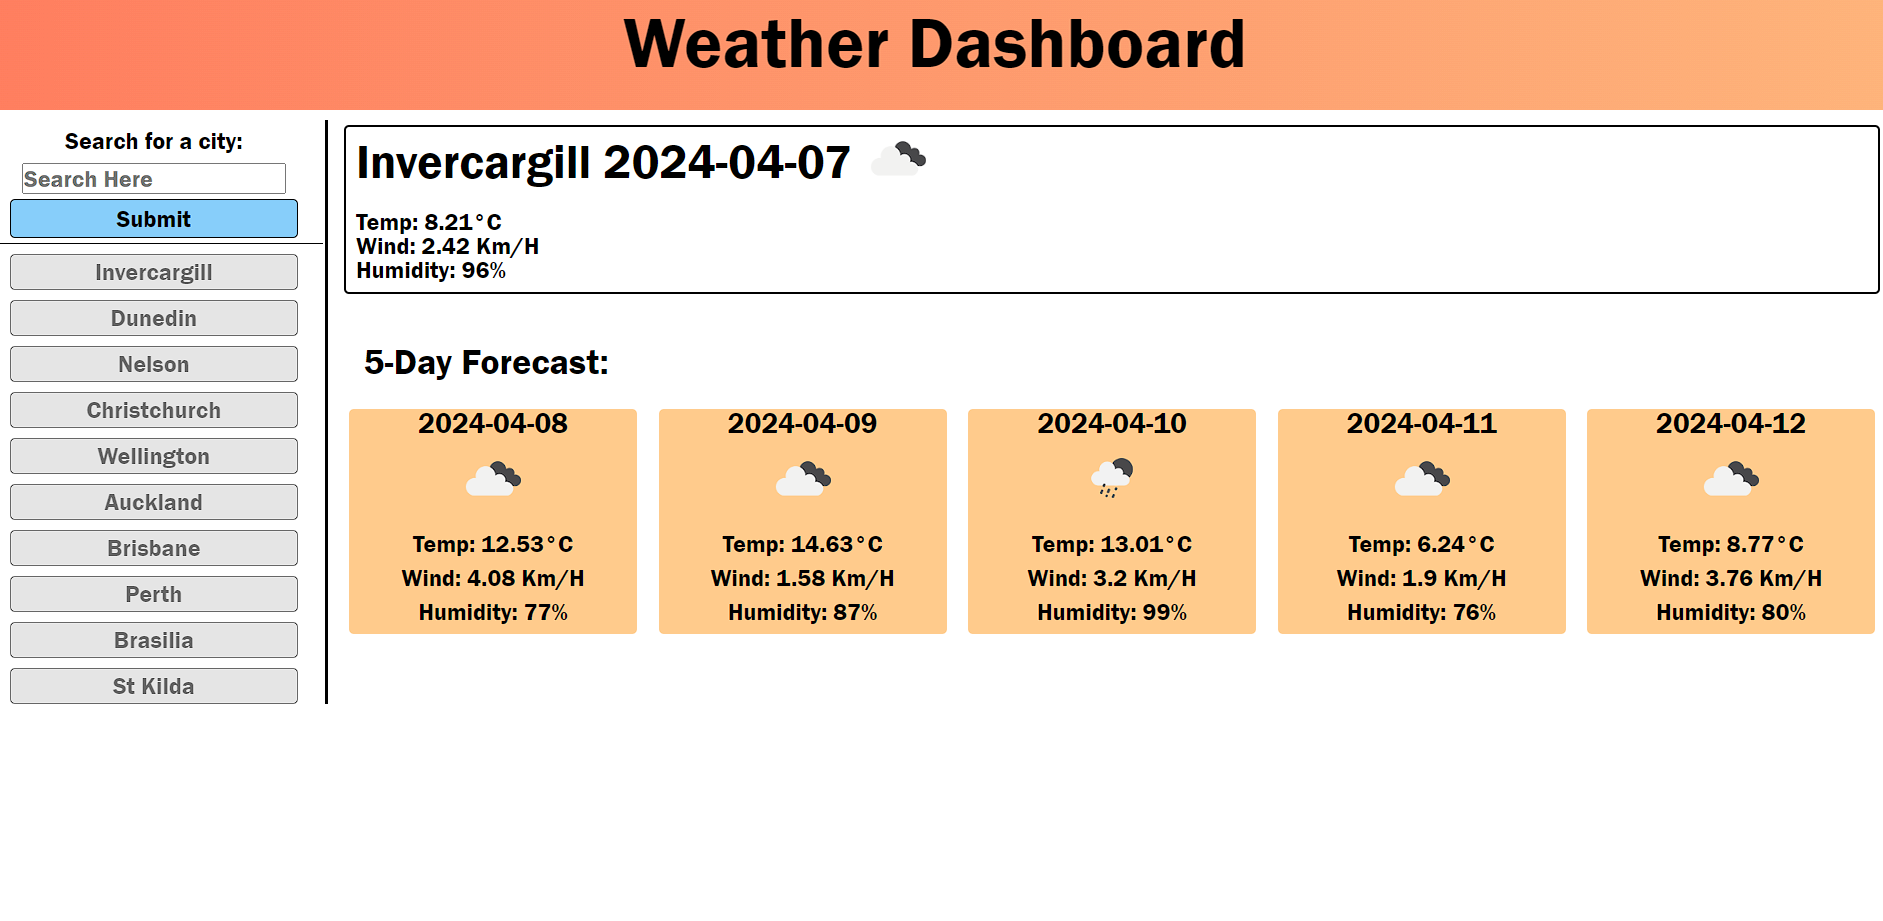 Weather Dashboard
Search for a city:
Search Here
Submit
Invercargill
Dunedin
Nelson
Christchurch
Wellington
Auckland
Brisbane
Perth
Brasilia
St Kilda
Invercargill 2024-04-07
Temp: 8.21°C
Wind: 2.42 Km/H
Humidity: 96%
5-Day Forecast:
2024-04-08
Temp: 12.53°C
Wind: 4.08 Km/H
Humidity: 77%
2024-04-09
Temp: 14.63°C
Wind: 1.58 Km/H
Humidity: 87%
2024-04-10
Temp: 13.01°C
Wind: 3.2 Km/H
Humidity: 99%
2024-04-11
Temp: 6.24°C
Wind: 1.9 Km/H
Humidity: 76%
2024-04-12
Temp: 8.77°C
Wind: 3.76 Km/H
Humidity: 80%